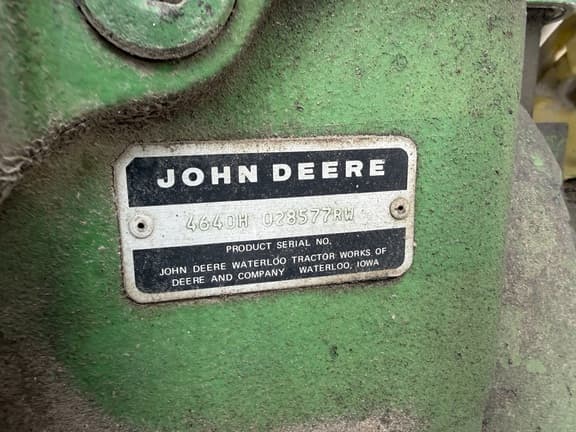 JOHN DEERE
4640H 028577RW
PRODUCT SERIAL NO.
JOHN DEERE WATERLOO TRACTOR WORKS OF
DEERE AND COMPANY WATERLOO, IOWA